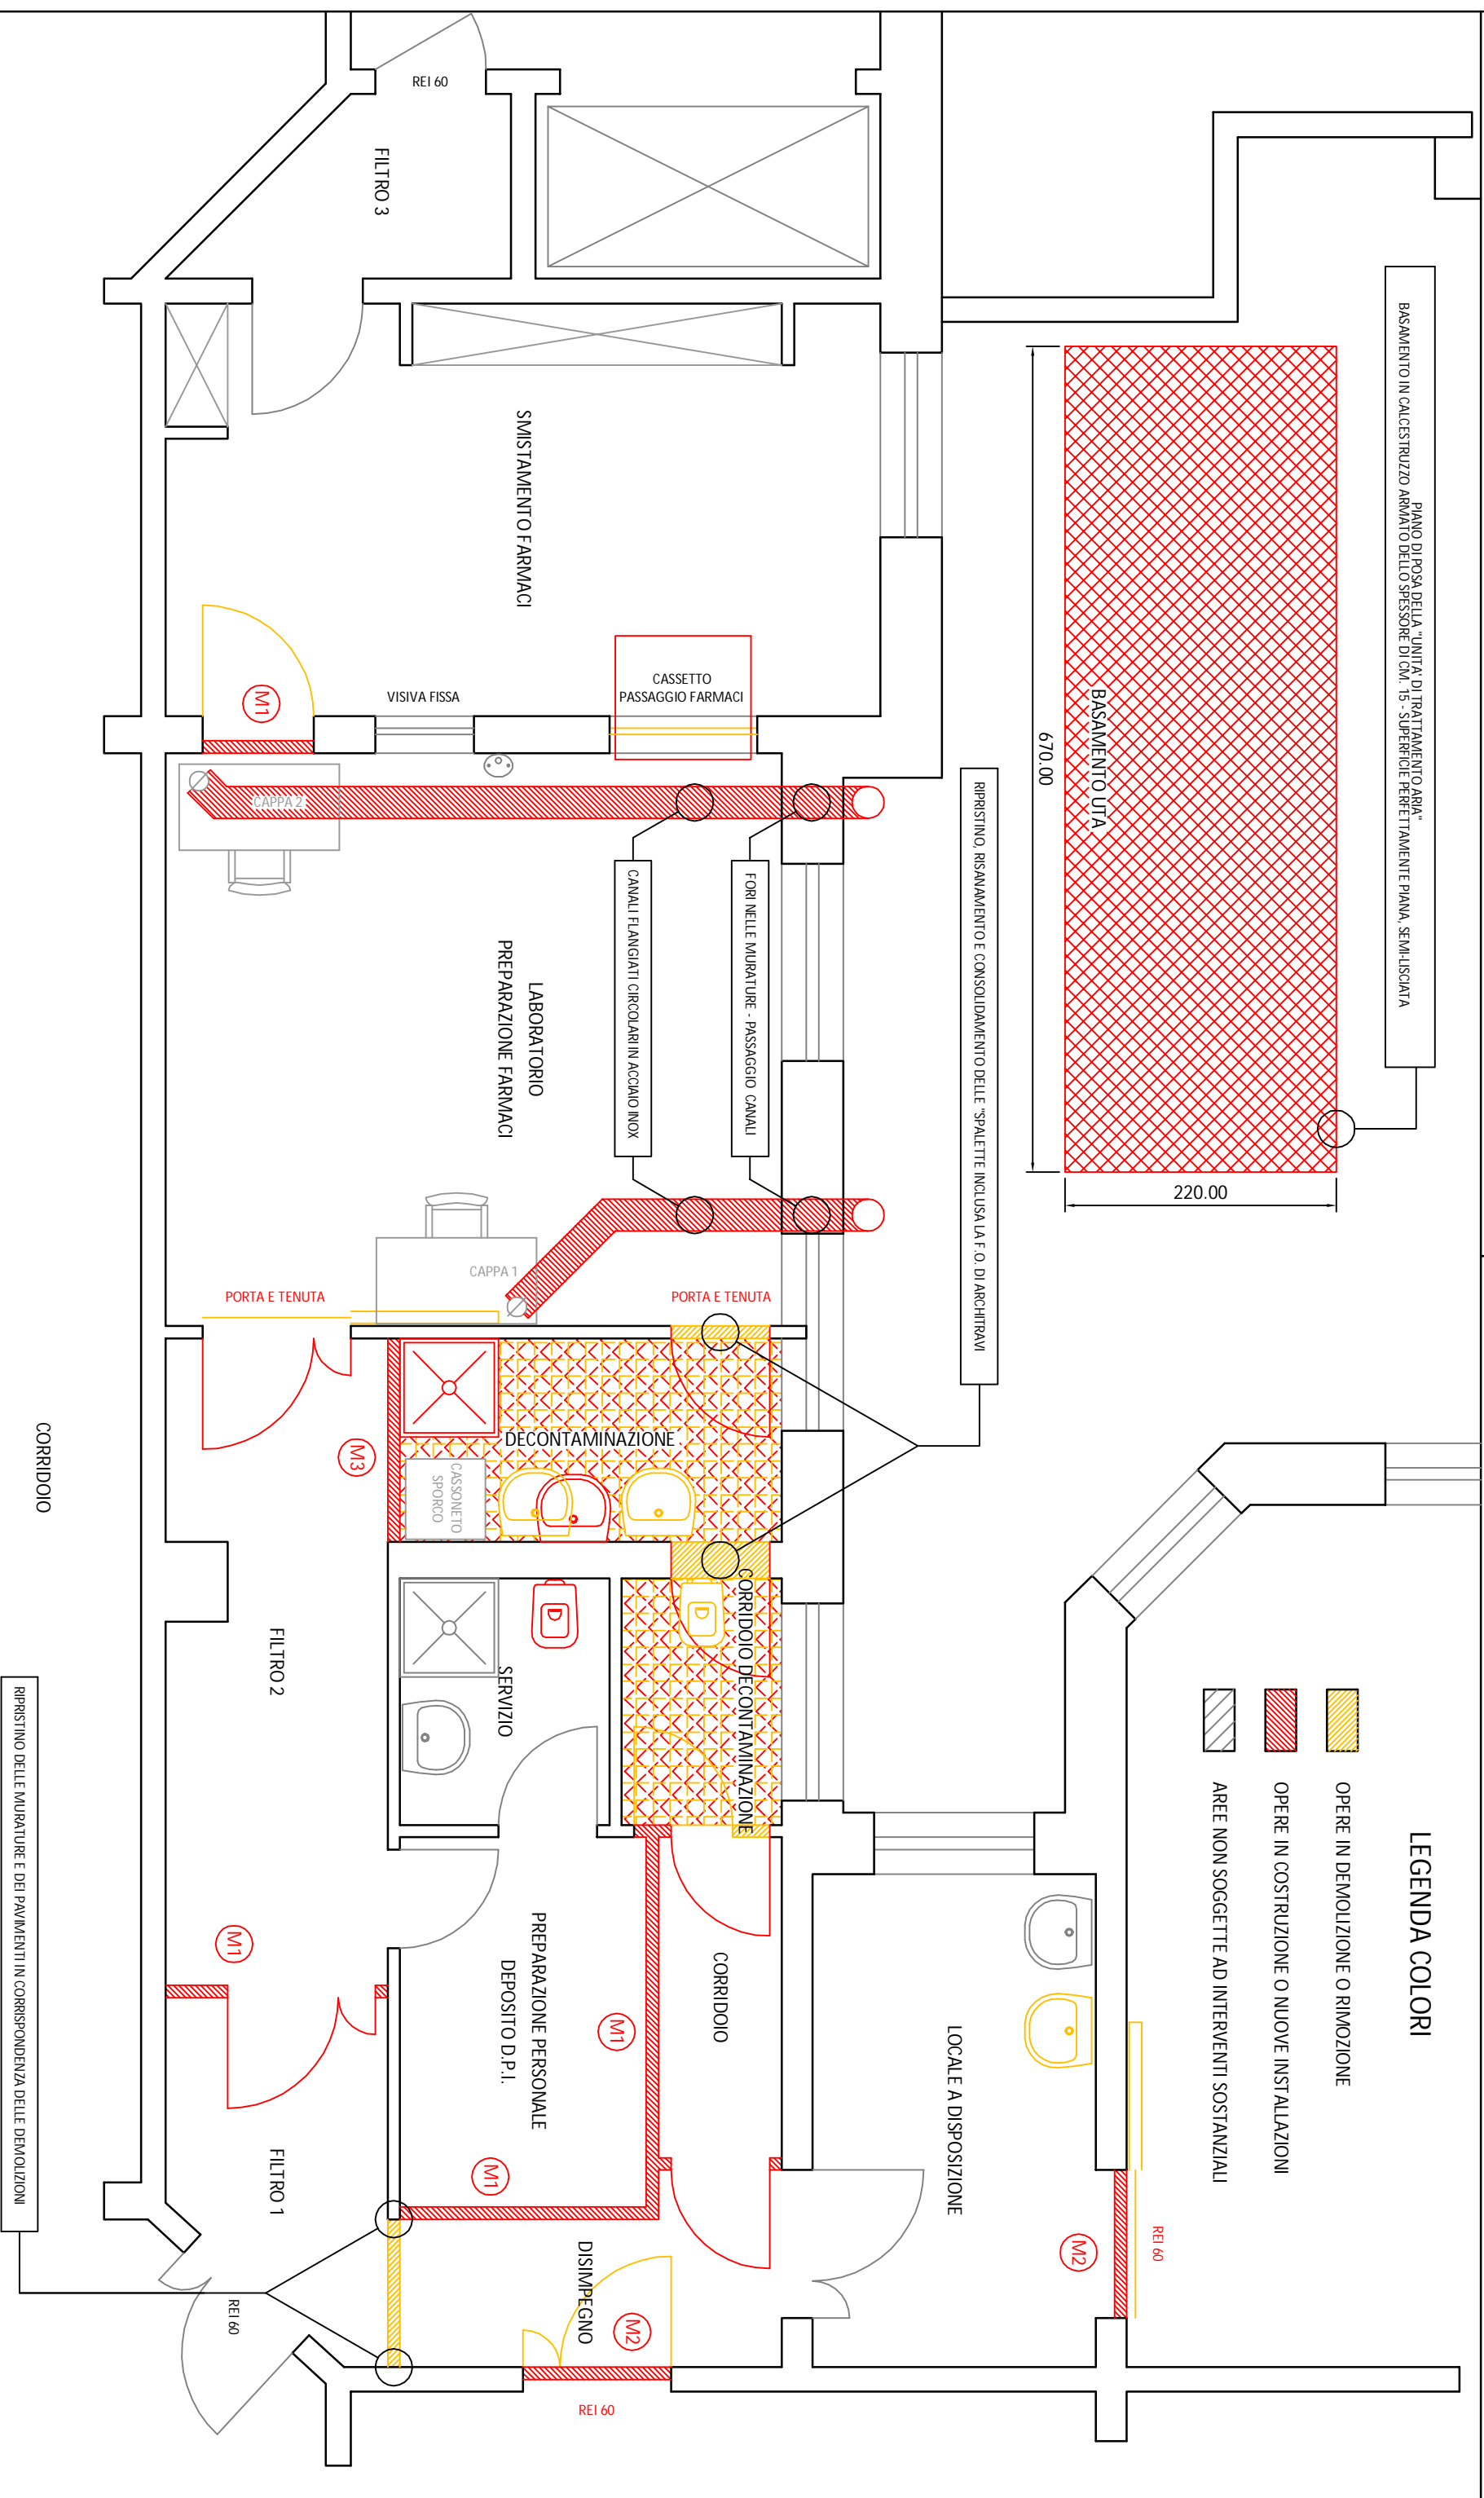 PIANO DI POSA DELLA "UNITA' DI TRATTAMENTO ARIA"
BASAMENTO IN CALCESTRUZZO ARMATO DELLO SPESSORE DI CM. 15 - SUPERFICIE PERFETTAMENTE PIANA, SEMI-LISCIATA
BASAMENTO UTA
670.00
220.00
RIPRISTINO, RISANAMENTO E CONSOLIDAMENTO DELLE "SPALETTE INCLUSA LA F.O. DI ARCHITRAVI
LEGENDA COLORI
OPERE IN DEMOLIZIONE O RIMOZIONE
OPERE IN COSTRUZIONE O NUOVE INSTALLAZIONI
AREE NON SOGGETTE AD INTERVENTI SOSTANZIALI
REI 60
FILTRO 3
SMISTAMENTO FARMACI
M1
VISIVA FISSA
CASSETTO
PASSAGGIO FARMACI
CAPPA 2
FORI NELLE MURATURE - PASSAGGIO CANALI
CANALI FLANGIATI CIRCOLARI IN ACCIAIO INOX
LABORATORIO
PREPARAZIONE FARMACI
CAPPA 1
PORTA E TENUTA
PORTA E TENUTA
DECONTAMINAZIONE
CASSONETO
SPORCO
M3
CORRIDOIO DECONTAMINAZIONE
SERVIZIO
FILTRO 2
M1
PREPARAZIONE PERSONALE
DEPOSITO D.P.I.
M1
M1
CORRIDOIO
LOCALE A DISPOSIZIONE
M2
REI 60
FILTRO 1
DISIMPEGNO
M2
REI 60
REI 60
CORRIDOIO
RIPRISTINO DELLE MURATURE E DEI PAVIMENTI IN CORRISPONDENZA DELLE DEMOLIZIONI